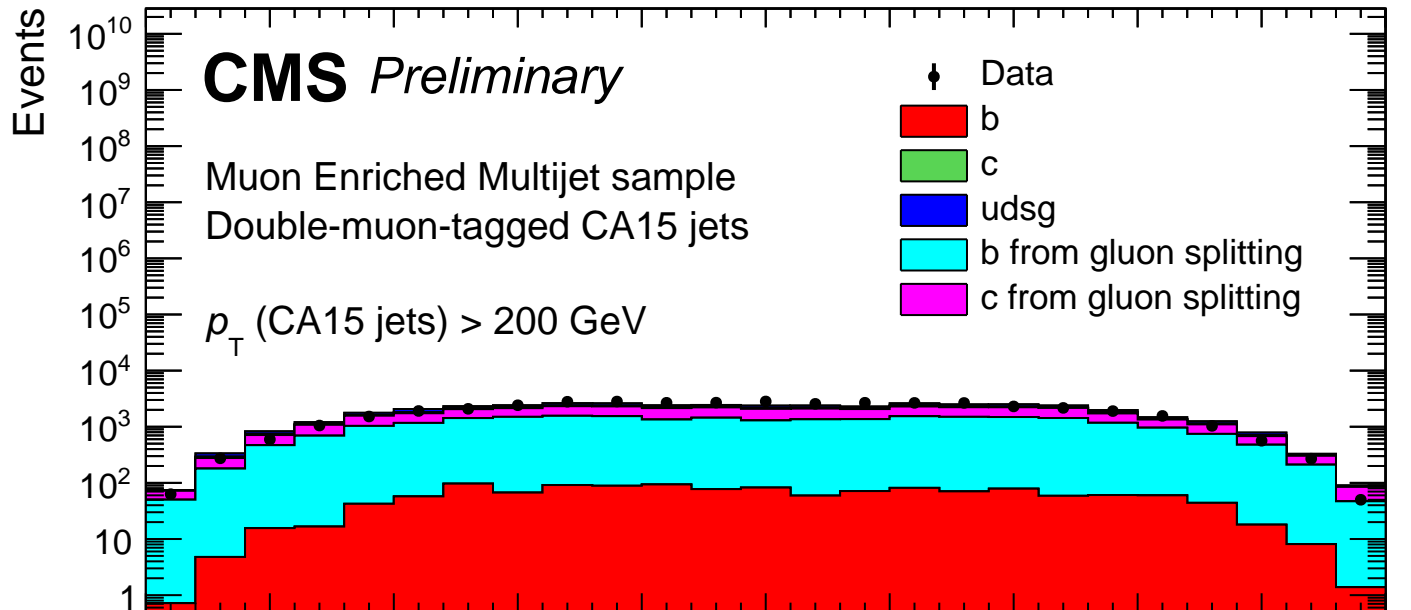 Events
10^10
10^9
10^8
10^7
10^6
10^5
10^4
10^3
10^2
10
1
CMS Preliminary
Muon Enriched Multijet sample
Double-muon-tagged CA15 jets
p_T (CA15 jets) > 200 GeV
Data
b
c
udsg
b from gluon splitting
c from gluon splitting